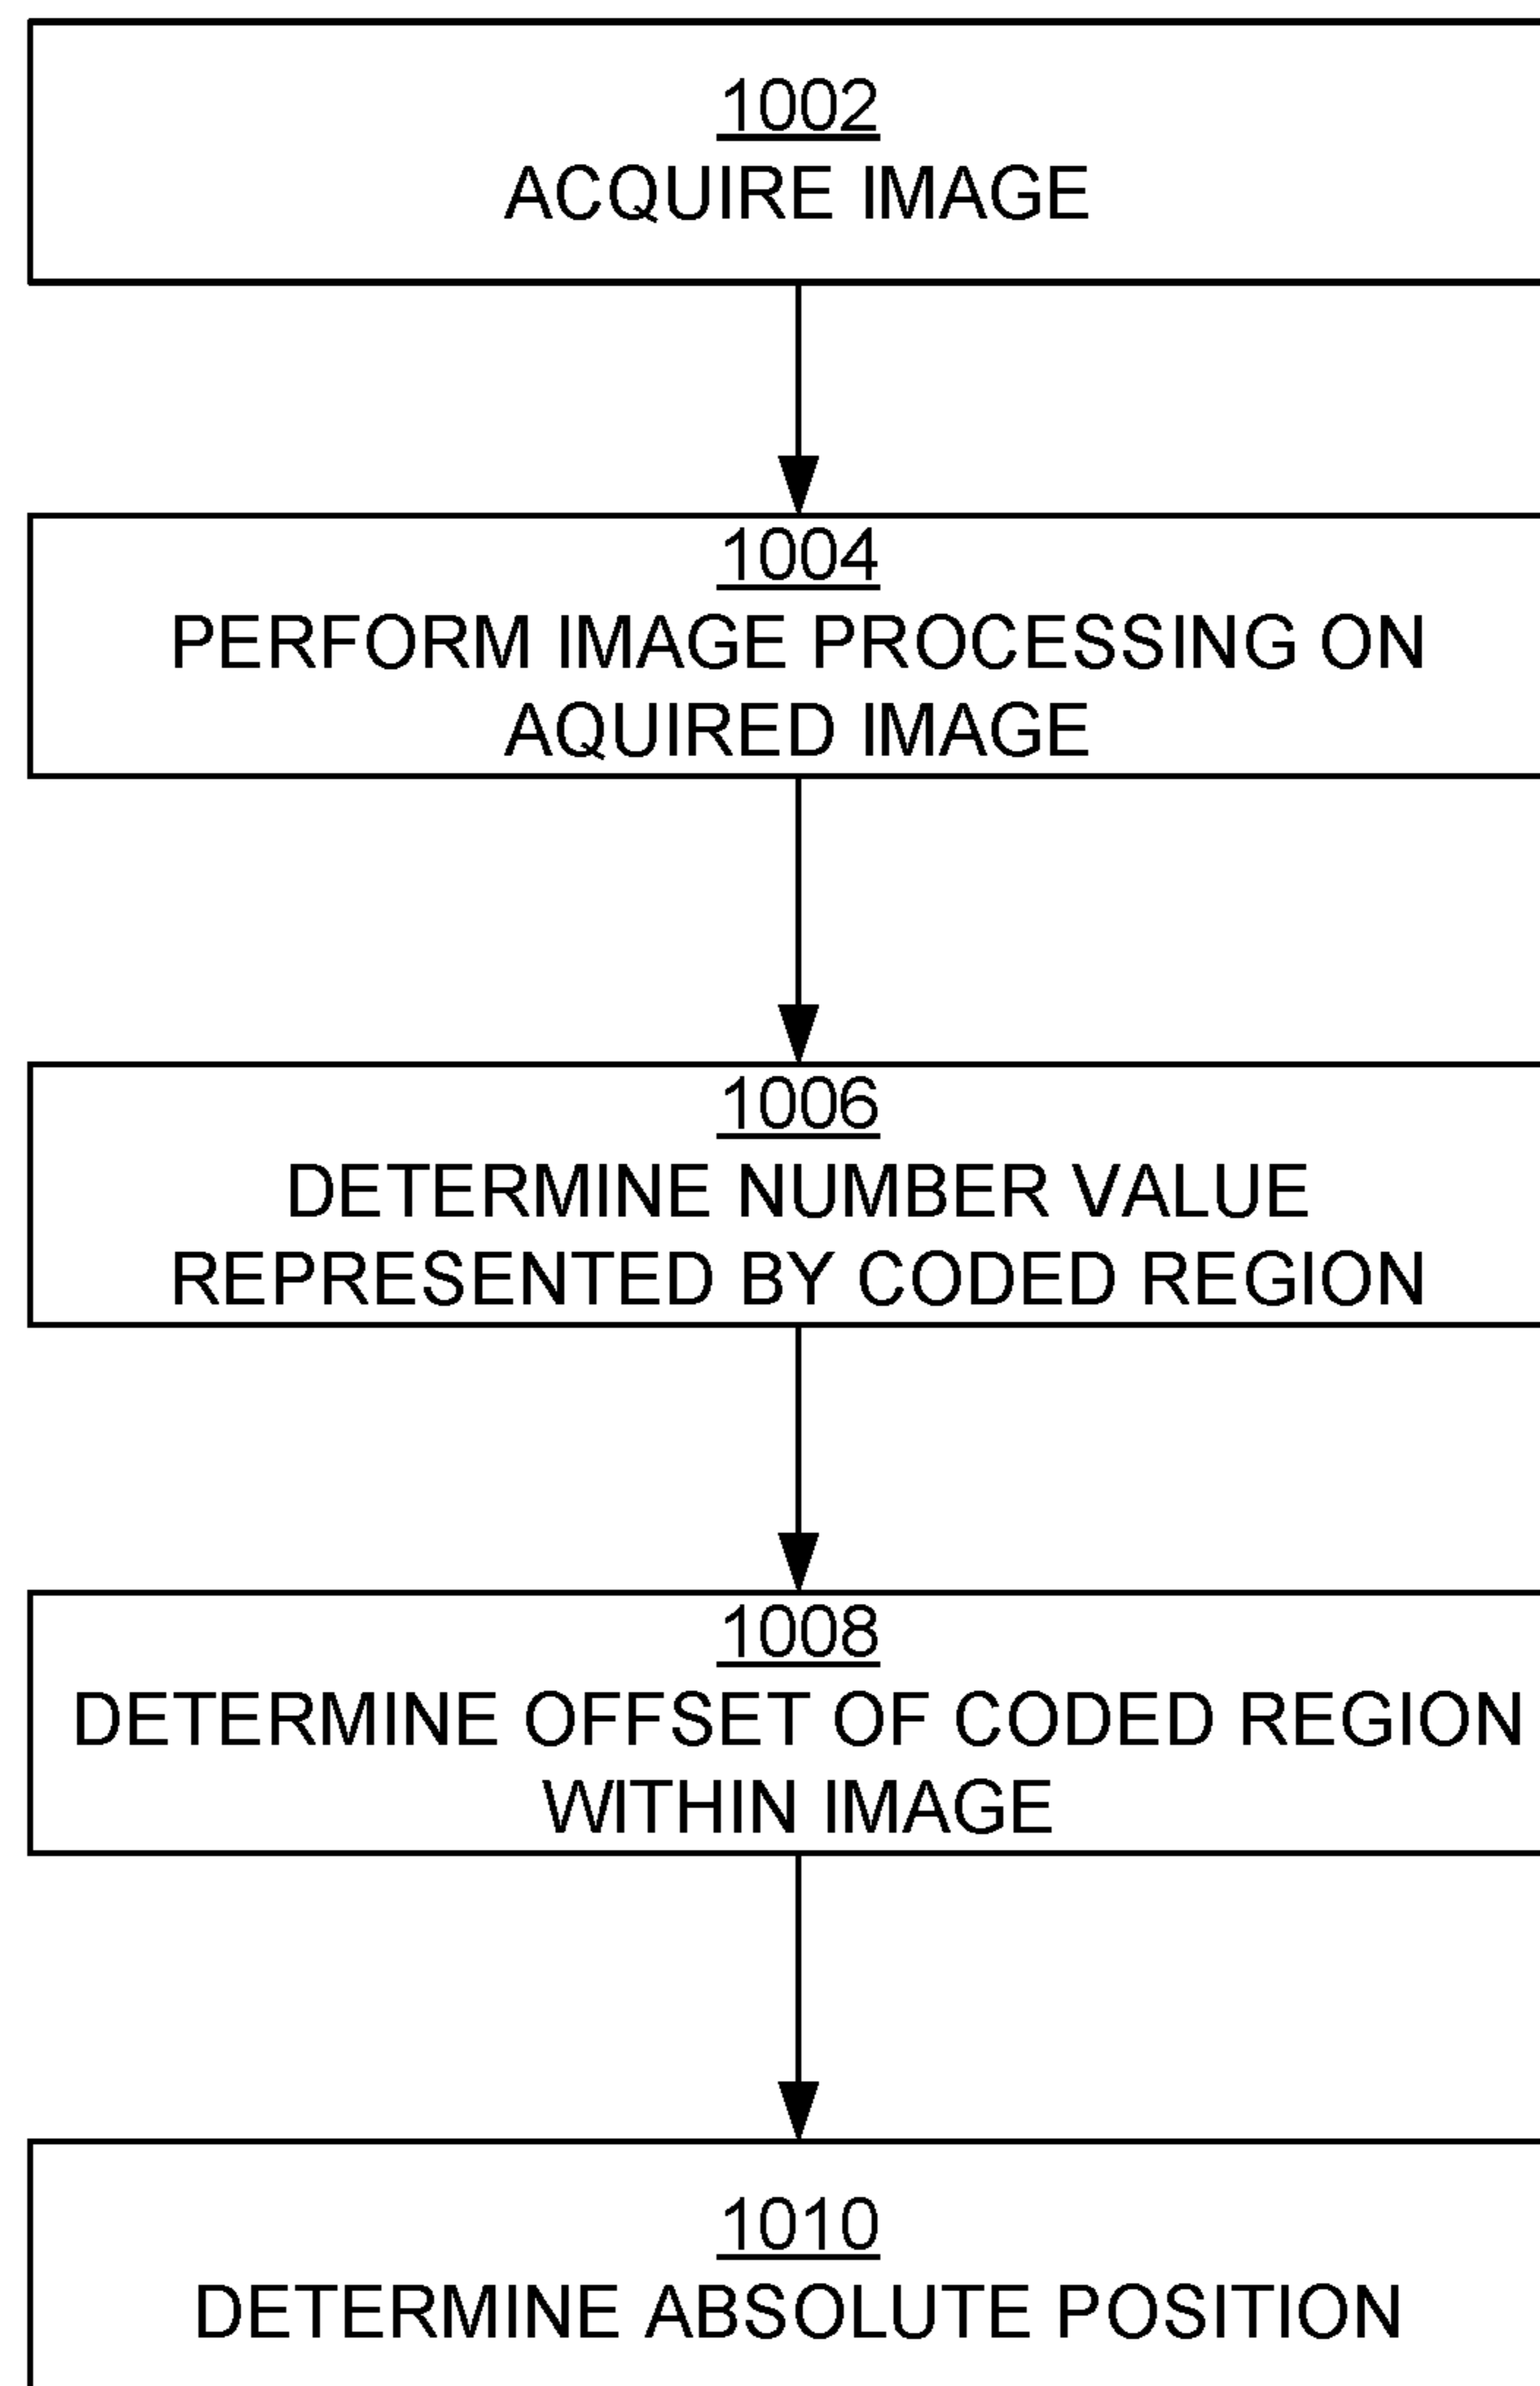 1002
ACQUIRE IMAGE
1004
PERFORM IMAGE PROCESSING ON
AQUIRED IMAGE
1006
DETERMINE NUMBER VALUE
REPRESENTED BY CODED REGION
1008
DETERMINE OFFSET OF CODED REGION
WITHIN IMAGE
1010
DETERMINE ABSOLUTE POSITION